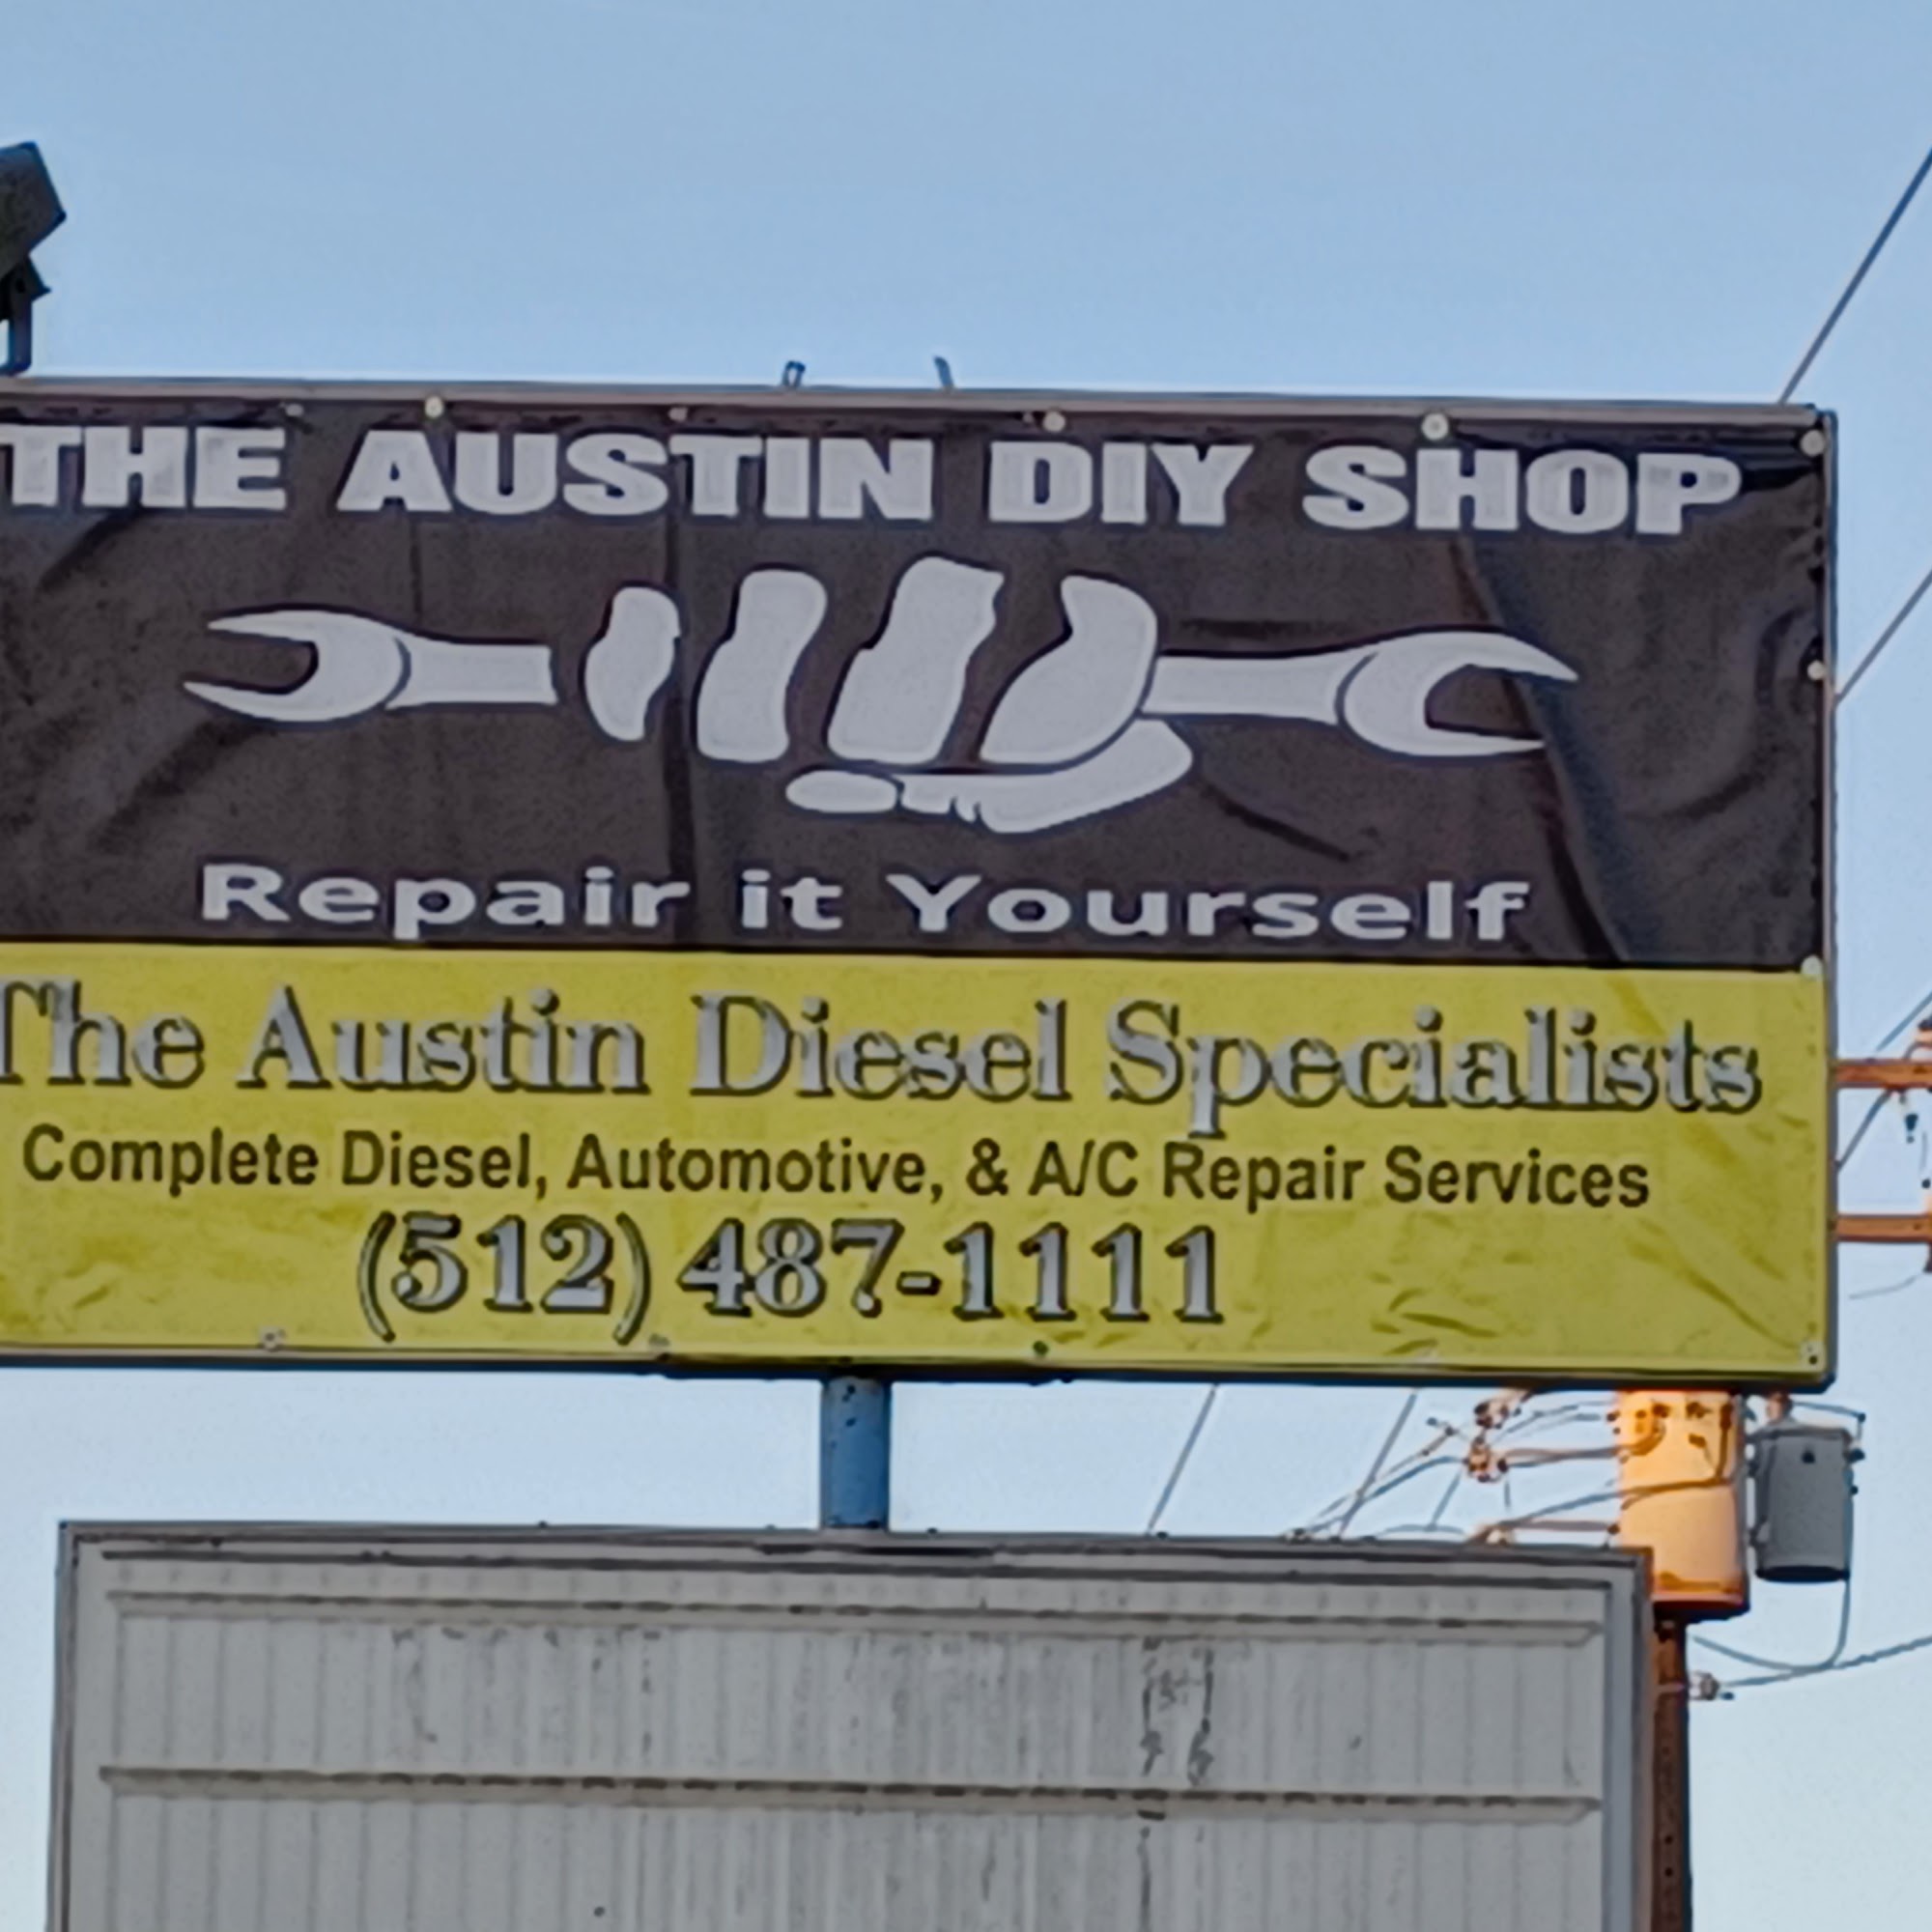 THE AUSTIN DIY SHOP
Repair it Yourself
The Austin Diesel Specialists
Complete Diesel, Automotive, & A/C Repair Services
(512) 487-1111